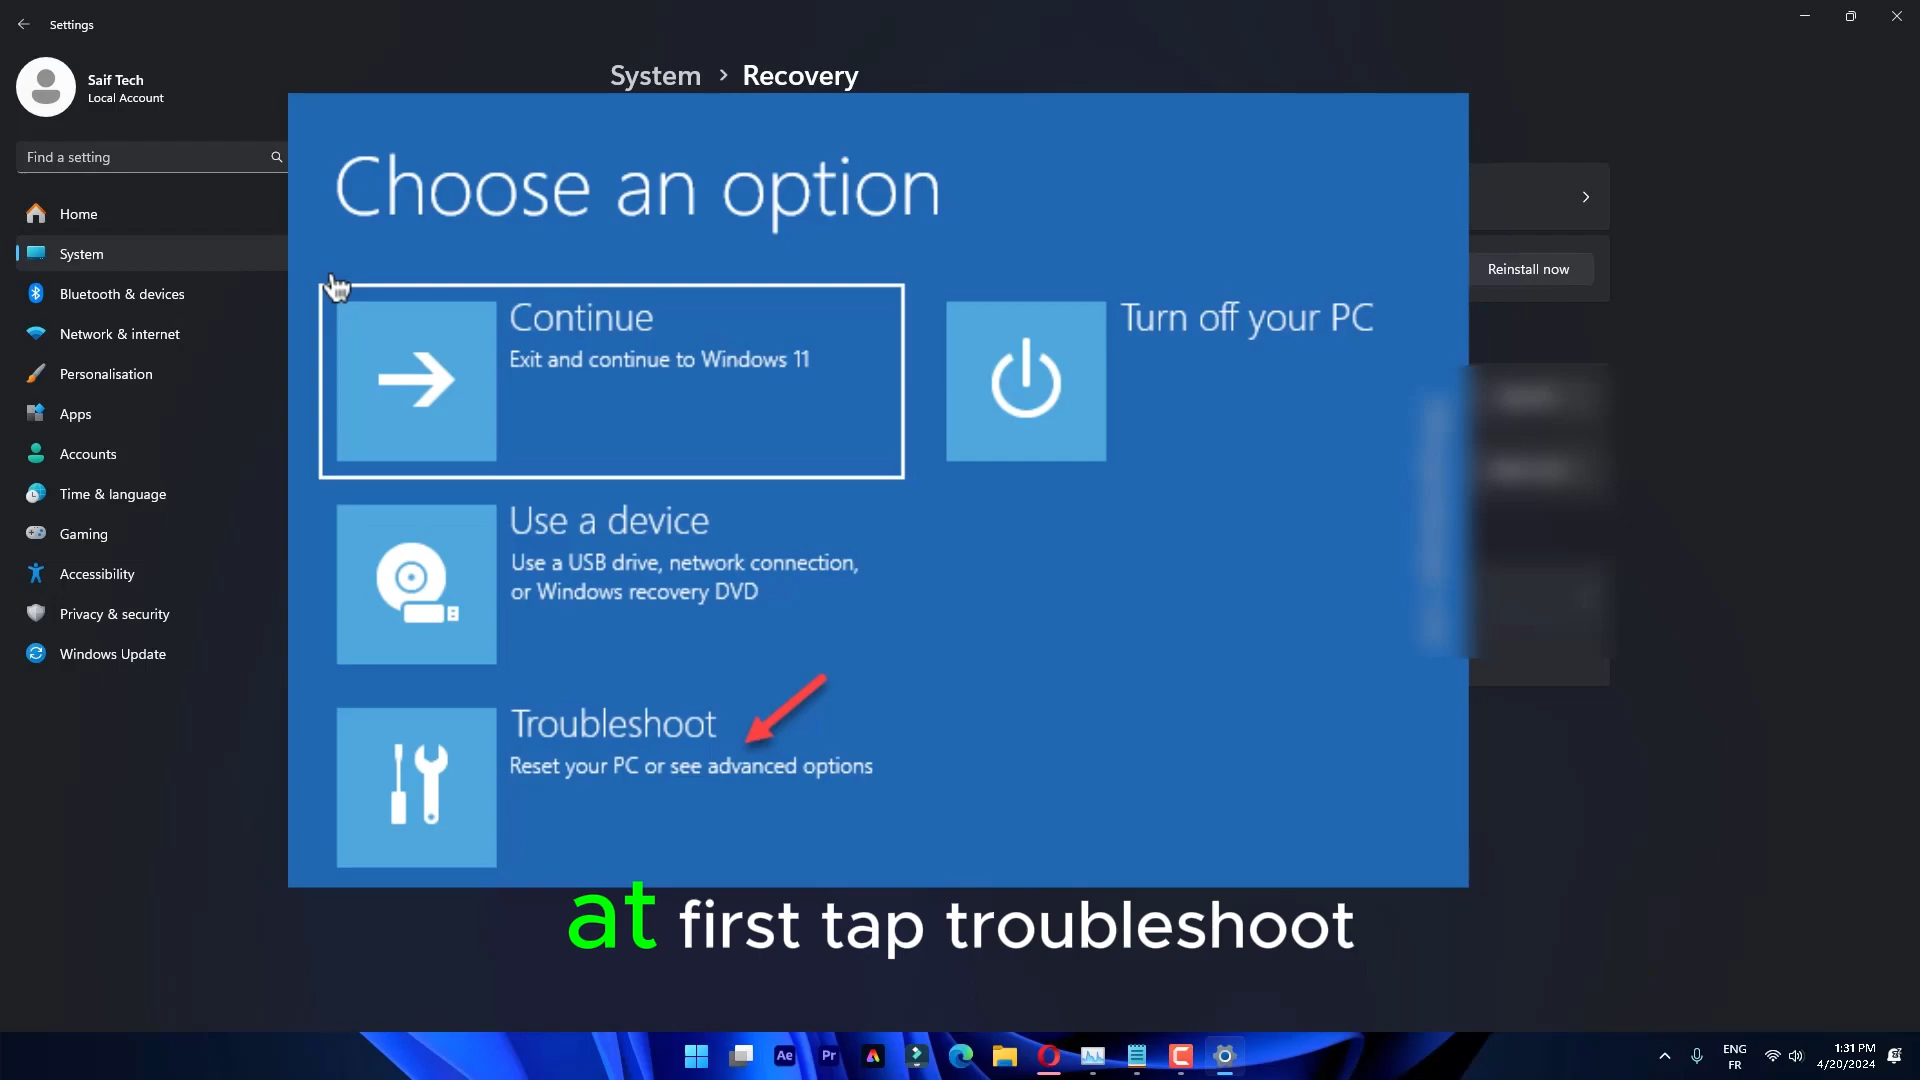 Settings
Saif Tech
Local Account
Find a setting
Home
System
Bluetooth & devices
Network & internet
Personalisation
Apps
Accounts
Time & language
Gaming
Accessibility
Privacy & security
Windows Update
System > Recovery
Reinstall now
Choose an option
Continue
Exit and continue to Windows 11
Turn off your PC
Use a device
Use a USB drive, network connection,
or Windows recovery DVD
Troubleshoot
Reset your PC or see advanced options
at first tap troubleshoot
Ae
Pr
ENG
FR
1:31 PM
4/20/2024